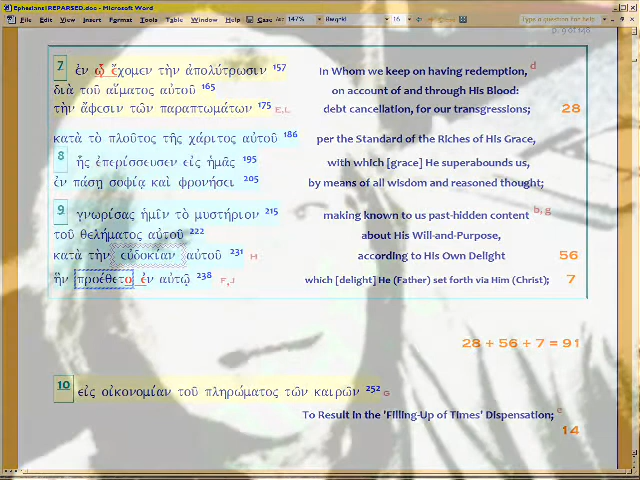 Ephesians1REPARSED.doc - Microsoft Word
File Edit View Insert Format Tools Table Window Help Save 147% 16 Type a question for help
7 ἐν ᾧ ἔχομεν τὴν ἀπολύτρωσιν 157 In Whom we keep on having redemption, d
διὰ τοῦ αἵματος αὐτοῦ 165 on account of and through His Blood:
τὴν ἄφεσιν τῶν παραπτωμάτων 175 E,L debt cancellation, for our transgressions; 28
κατὰ τὸ πλοῦτος τῆς χάριτος αὐτοῦ 186 per the Standard of the Riches of His Grace,
8 ἧς ἐπερίσσευσεν εἰς ἡμᾶς 195 with which [grace] He superabounds us,
ἐν πάσῃ σοφίᾳ καὶ φρονήσει 205 by means of all wisdom and reasoned thought;
9 γνωρίσας ἡμῖν τὸ μυστήριον 215 making known to us past-hidden content b, g
τοῦ θελήματος αὐτοῦ 222 about His Will-and-Purpose,
κατὰ τὴν εὐδοκίαν αὐτοῦ 231 H according to His Own Delight 56
ἣν προέθετο ἐν αὐτῷ 238 F,J which [delight] He (Father) set forth via Him (Christ); 7
28 + 56 + 7 = 91
10 εἰς οἰκονομίαν τοῦ πληρώματος τῶν καιρῶν 252 G
To Result in the 'Filling-Up of Times' Dispensation; e
14